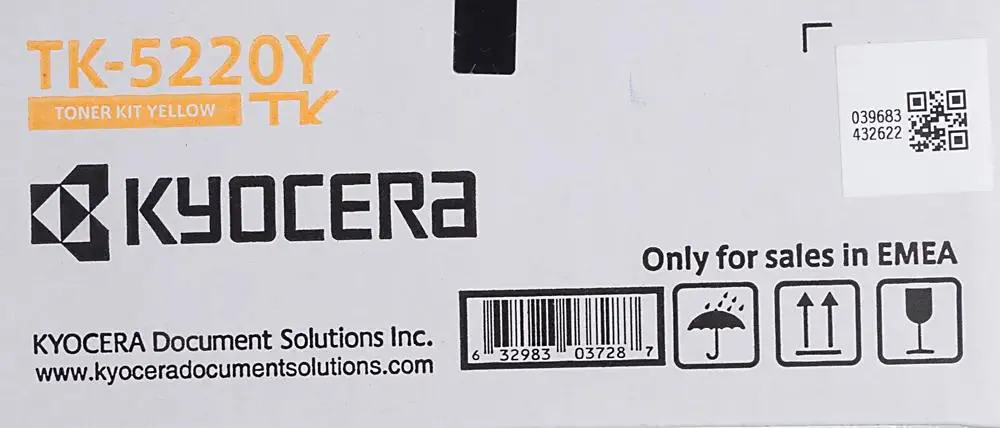 TK-5220Y
TONER KIT YELLOW
TK
039683
432622
KYOCERA
Only for sales in EMEA
KYOCERA Document Solutions Inc.
www.kyoceradocumentsolutions.com
6 32983 03728 7